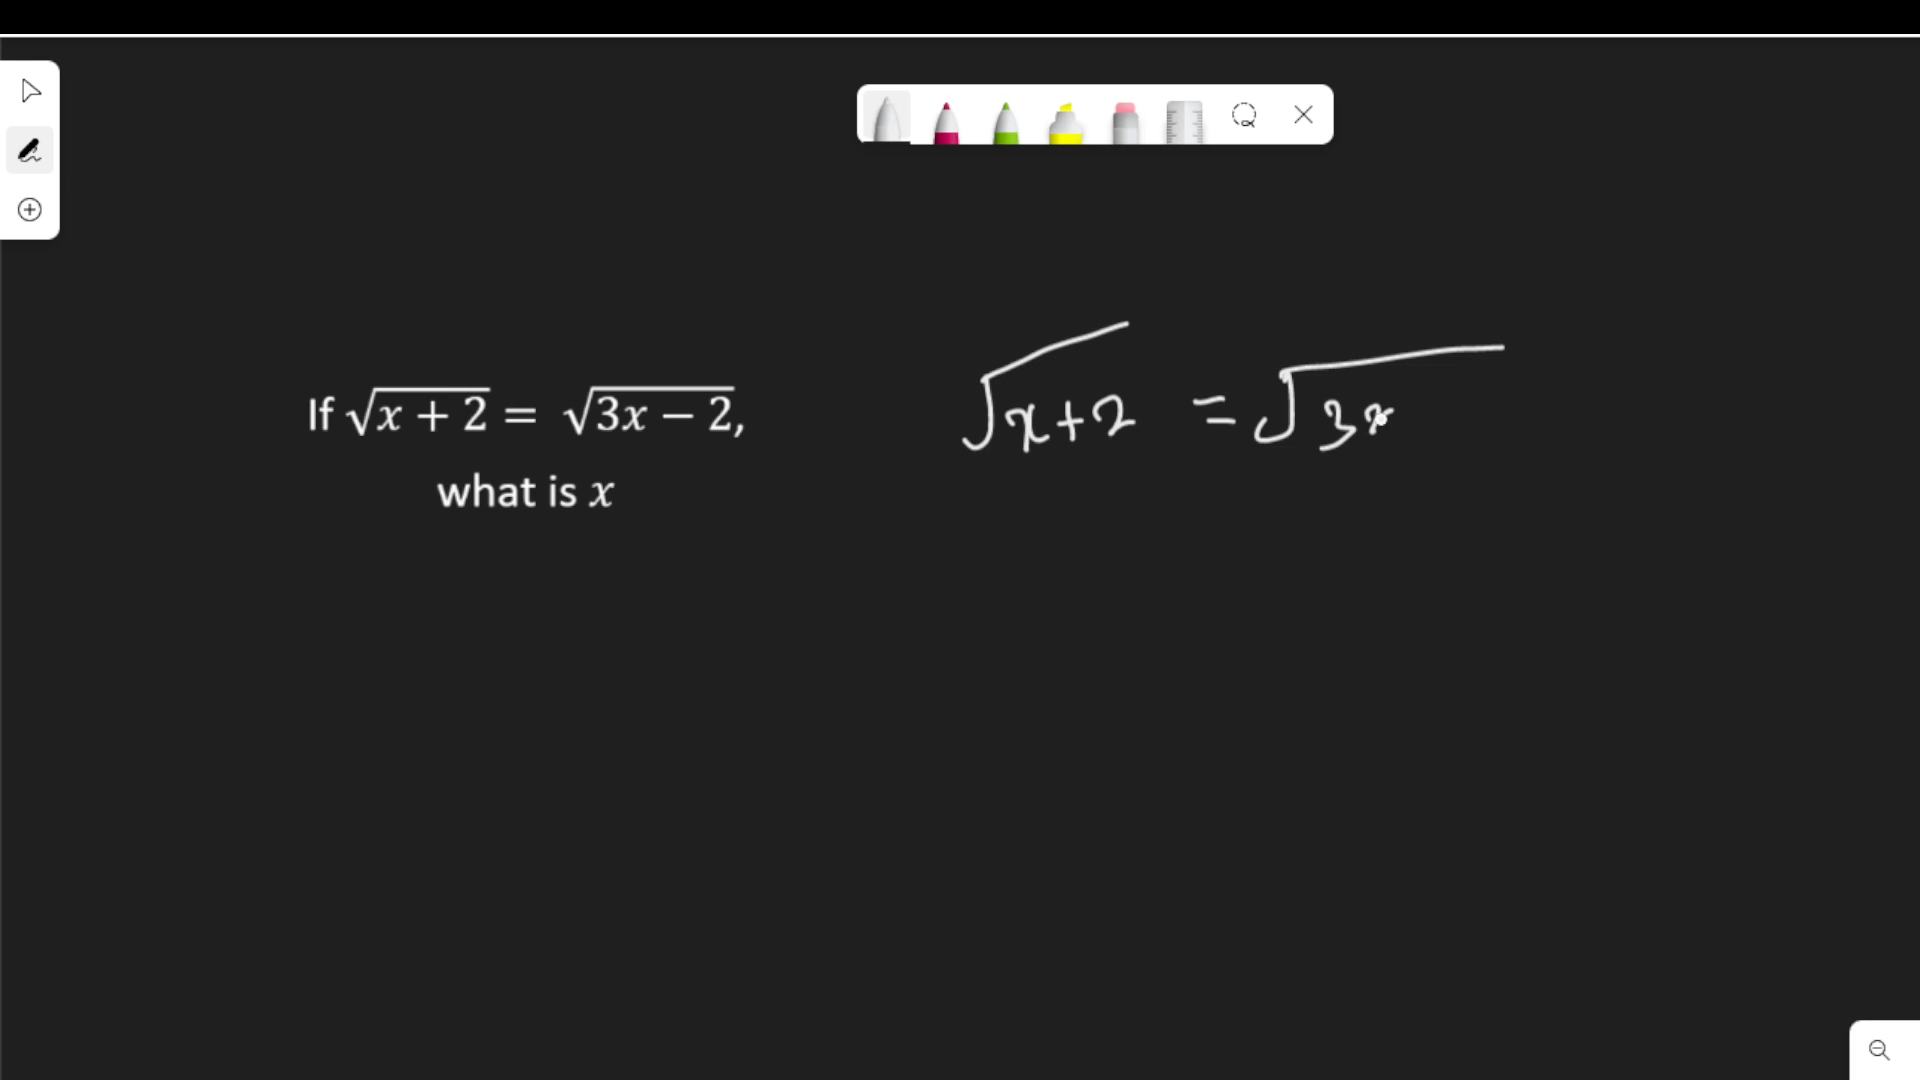 If √x + 2 = √3x − 2,
what is x
√x+2 = √3x